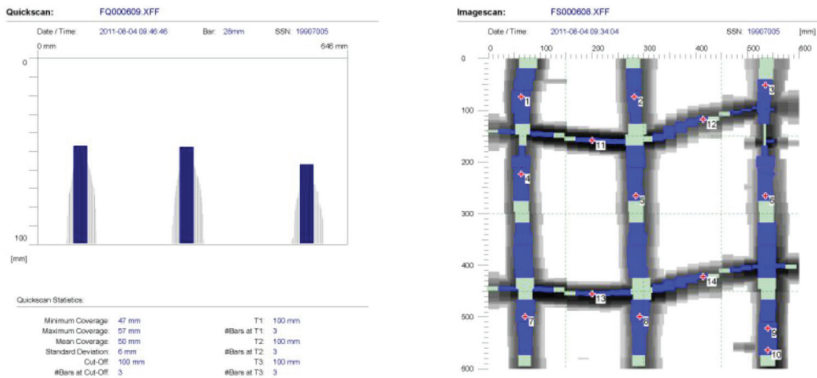 Quickscan: FQ000609.XFF
Date / Time: 2011-08-04 09:46:46 Bar: 28mm SSN: 19907005
0 mm 646 mm
0
100
[mm]
Quickscan Statistics:
Minimum Coverage: 47 mm T1: 100 mm
Maximum Coverage: 57 mm #Bars at T1: 3
Mean Coverage: 50 mm T2: 100 mm
Standard Deviation: 6 mm #Bars at T2: 3
Cut-Off: 100 mm T3: 100 mm
#Bars at Cut-Off: 3 #Bars at T3: 3
Imagescan: FS000608.XFF
Date / Time: 2011-08-04 09:34:04 SSN: 19907005 [mm]
0 100 200 300 400 500 600
0
100
200
300
400
500
600
1
2
3
12
11
4
5
6
14
13
7
8
9
10